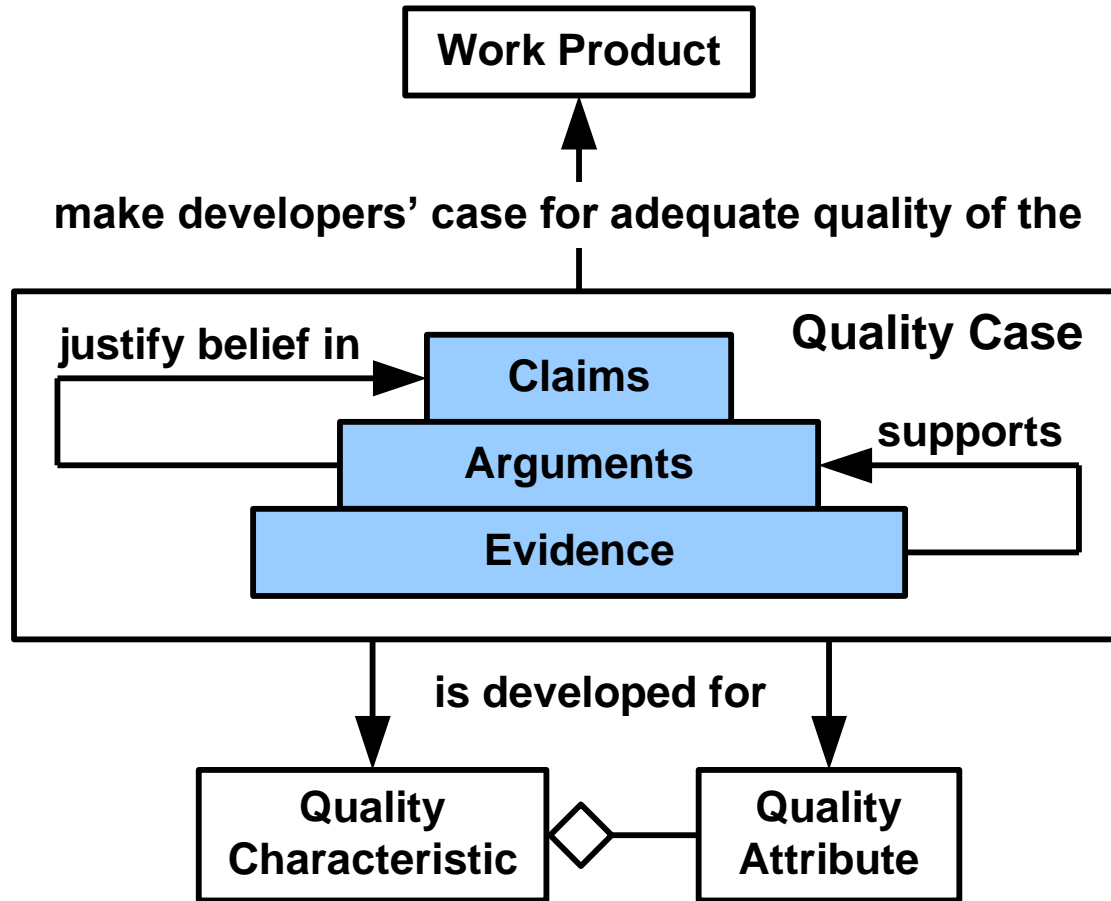 Work Product
make developers’ case for adequate quality of the
Quality Case
justify belief in
Claims
supports
Arguments
Evidence
is developed for
Quality
Characteristic
Quality
Attribute